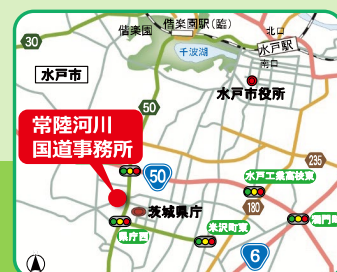 偕楽園
偕楽園駅(臨)
北口
水戸駅
南口
30
千波湖
水戸市
水戸市役所
50
常陸河川
国道事務所
235
水戸工業高校東
50
180
茨城県庁
県庁西
米沢町東
6